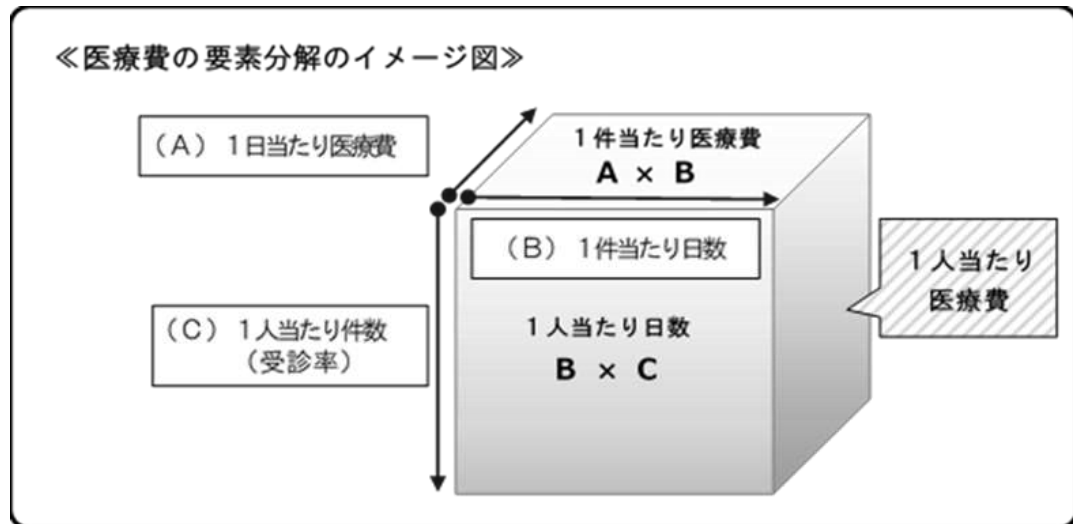 ≪医療費の要素分解のイメージ図≫
（A） 1日当たり医療費
1件当たり医療費
A × B
（B） 1件当たり日数
1人当たり
医療費
（C） 1人当たり件数
（受診率）
1人当たり日数
B × C